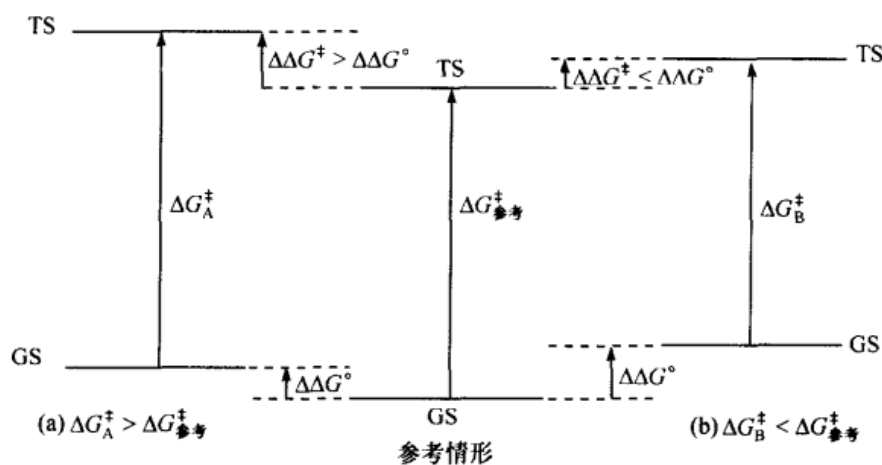 TS
ΔΔG‡ > ΔΔG°
TS
ΔΔG‡ < ΔΔG°
TS
ΔG‡A
ΔG‡参考
ΔG‡B
GS
ΔΔG°
GS
ΔΔG°
GS
(a) ΔG‡A > ΔG‡参考
参考情形
(b) ΔG‡B < ΔG‡参考